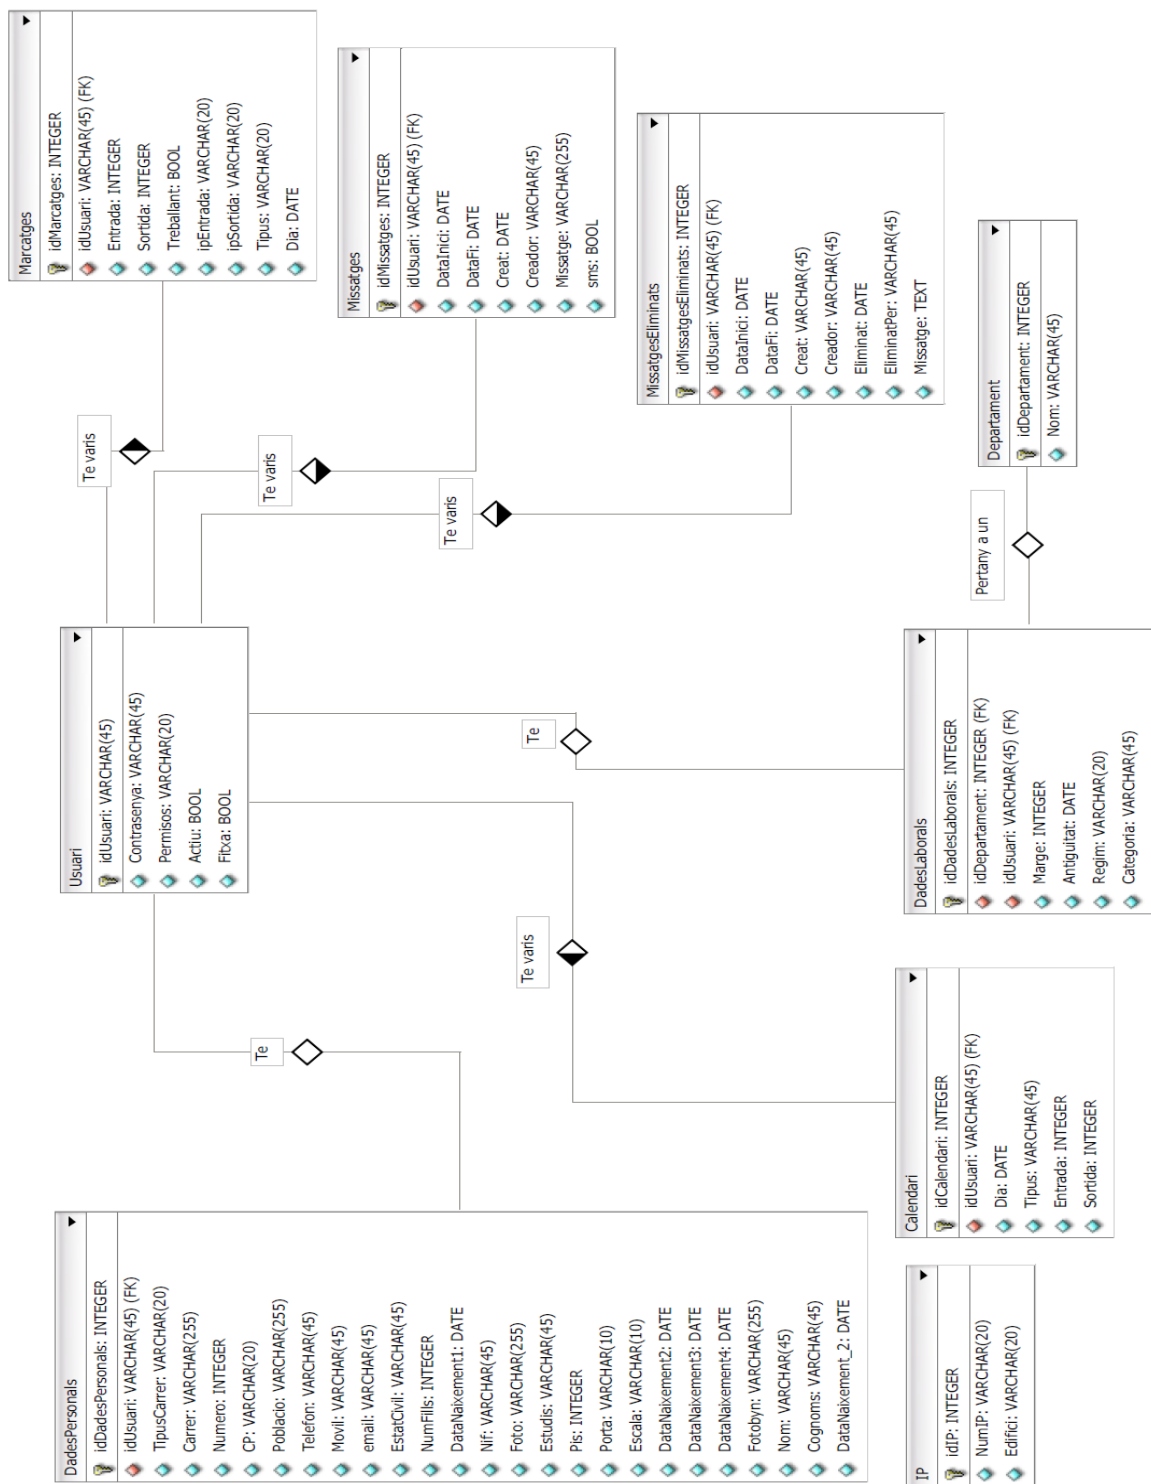 DadesPersonals
idDadesPersonals: INTEGER
idUsuari: VARCHAR(45) (FK)
TipusCarrer: VARCHAR(20)
Carrer: VARCHAR(255)
Numero: INTEGER
CP: VARCHAR(20)
Poblacio: VARCHAR(255)
Telefon: VARCHAR(45)
Movil: VARCHAR(45)
email: VARCHAR(45)
EstatCivil: VARCHAR(45)
NumFills: INTEGER
DataNaixement1: DATE
Nif: VARCHAR(45)
Foto: VARCHAR(255)
Estudis: VARCHAR(45)
Pis: INTEGER
Porta: VARCHAR(10)
Escala: VARCHAR(10)
DataNaixement2: DATE
DataNaixement3: DATE
DataNaixement4: DATE
Fotobyn: VARCHAR(255)
Nom: VARCHAR(45)
Cognoms: VARCHAR(45)
DataNaixement_2: DATE
Te
Usuari
idUsuari: VARCHAR(45)
Contrasenya: VARCHAR(45)
Permisos: VARCHAR(20)
Actiu: BOOL
Fitxa: BOOL
Te varis
Marcatges
idMarcatges: INTEGER
idUsuari: VARCHAR(45) (FK)
Entrada: INTEGER
Sortida: INTEGER
Treballant: BOOL
ipEntrada: VARCHAR(20)
ipSortida: VARCHAR(20)
Tipus: VARCHAR(20)
Dia: DATE
Te varis
Missatges
idMissatges: INTEGER
idUsuari: VARCHAR(45) (FK)
DataInici: DATE
DataFi: DATE
Creat: DATE
Creador: VARCHAR(45)
Missatge: VARCHAR(255)
sms: BOOL
Te varis
MissatgesEliminats
idMissatgesEliminats: INTEGER
idUsuari: VARCHAR(45) (FK)
DataInici: DATE
DataFi: DATE
Creat: VARCHAR(45)
Creador: VARCHAR(45)
Eliminat: DATE
EliminatPer: VARCHAR(45)
Missatge: TEXT
Te varis
Te
IP
idIP: INTEGER
NumIP: VARCHAR(20)
Edifici: VARCHAR(20)
Calendari
idCalendari: INTEGER
idUsuari: VARCHAR(45) (FK)
Dia: DATE
Tipus: VARCHAR(45)
Entrada: INTEGER
Sortida: INTEGER
DadesLaborals
idDadesLaborals: INTEGER
idDepartament: INTEGER (FK)
idUsuari: VARCHAR(45) (FK)
Marge: INTEGER
Antiguitat: DATE
Regim: VARCHAR(20)
Categoria: VARCHAR(45)
Pertany a un
Departament
idDepartament: INTEGER
Nom: VARCHAR(45)